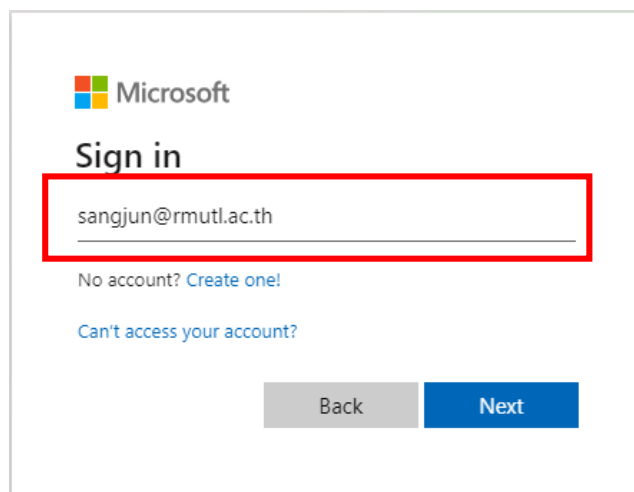 Microsoft
Sign in
sangjun@rmutl.ac.th
No account? Create one!
Can't access your account?
Back Next